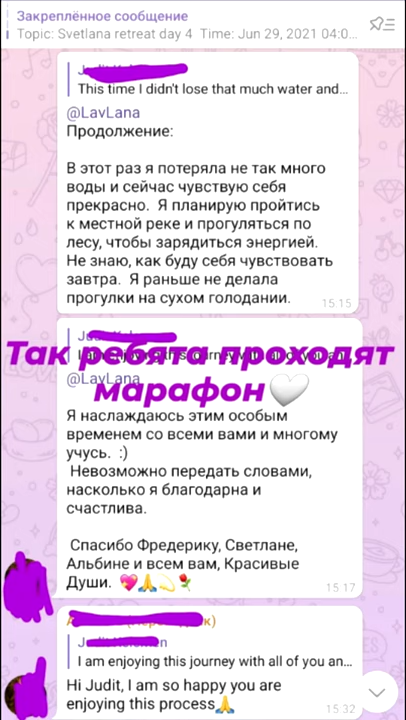 Закреплённое сообщение
Topic: Svetlana retreat day 4 Time: Jun 29, 2021 04:0...
This time I didn't lose that much water and...
@LavLana
Продолжение:
В этот раз я потеряла не так много
воды и сейчас чувствую себя
прекрасно. Я планирую пройтись
к местной реке и прогуляться по
лесу, чтобы зарядиться энергией.
Не знаю, как буду себя чувствовать
завтра. Я раньше не делала
прогулки на сухом голодании.
15:15
Так ребята проходят
марафон🤍
@LavLana
Я наслаждаюсь этим особым
временем со всеми вами и многому
учусь. :)
Невозможно передать словами,
насколько я благодарна и
счастлива.
Спасибо Фредерику, Светлане,
Альбине и всем вам, Красивые
Души. 💖🙏💫🌷
15:17
I am enjoying this journey with all of you an...
Hi Judit, I am so happy you are
enjoying this process🙏
15:32